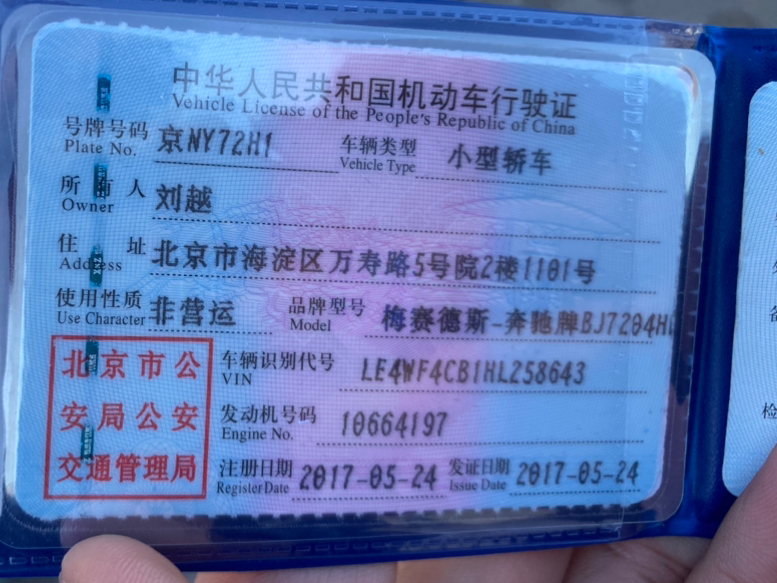 中华人民共和国机动车行驶证
Vehicle License of the People's Republic of China
号牌号码 京NY72H1 车辆类型 小型轿车
Plate No. Vehicle Type
所有人 刘越
Owner
住址 北京市海淀区万寿路5号院2楼1101号
Address
使用性质 非营运 品牌型号 梅赛德斯-奔驰牌BJ7204H
Use Character Model
北京市公
安局公安
交通管理局
车辆识别代号 LE4WF4CB1HL258643
VIN
发动机号码 10664197
Engine No.
注册日期 2017-05-24 发证日期 2017-05-24
Register Date Issue Date
检